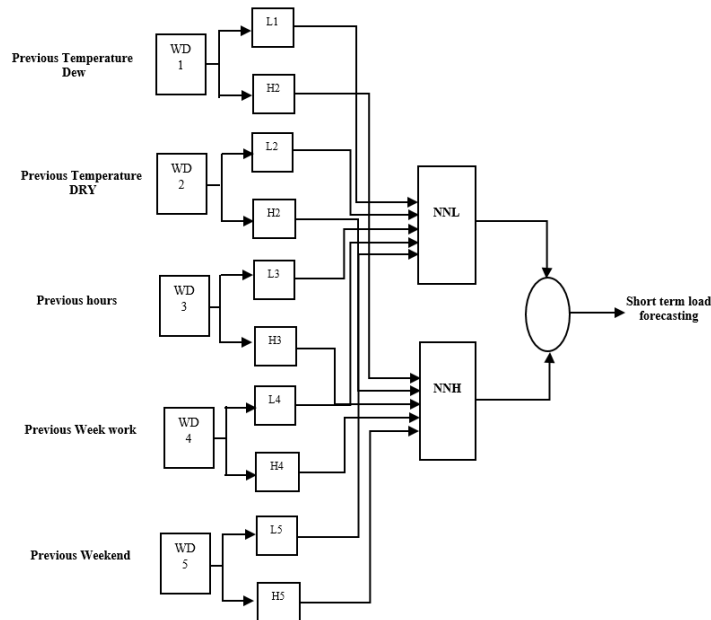 Previous Temperature
Dew
WD
1
L1
H2
Previous Temperature
DRY
WD
2
L2
H2
Previous hours
WD
3
L3
H3
Previous Week work
WD
4
L4
H4
Previous Weekend
WD
5
L5
H5
NNL
NNH
Short term load
forecasting